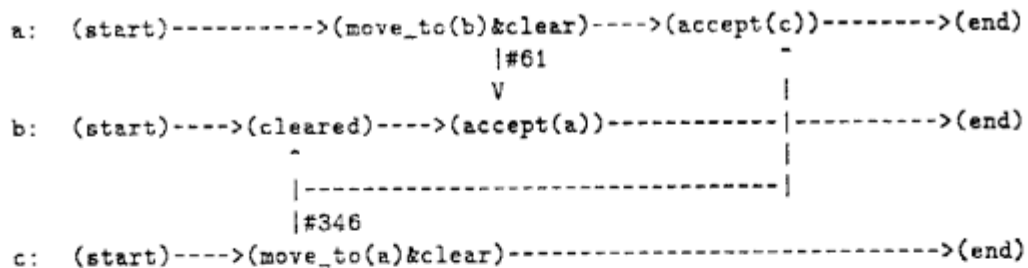 a: (start)---------->(move_to(b)&clear)---->(accept(c))-------->(end)
|#61 ^
V |
b: (start)---->(cleared)---->(accept(a))------------|---------->(end)
^ |
|--------------------------------|
|#346
c: (start)---->(move_to(a)&clear)----------------------------->(end)